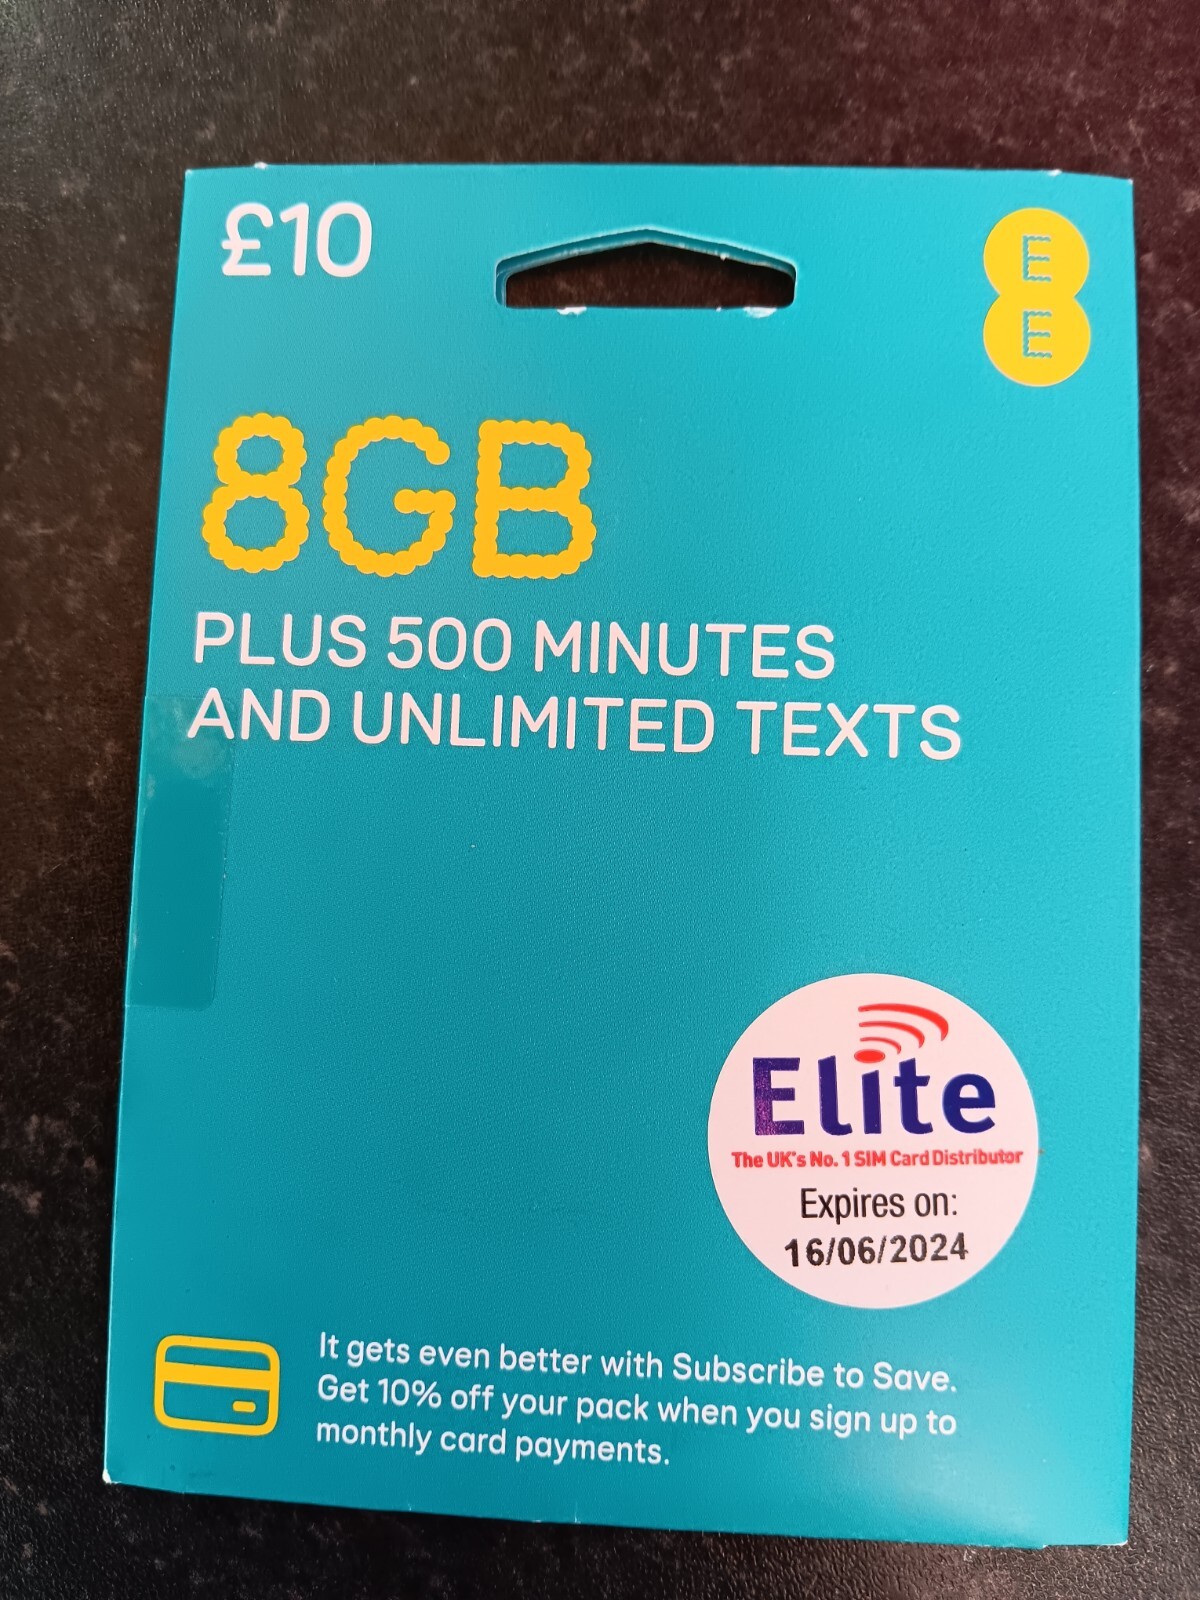 £10
E
E
8GB
PLUS 500 MINUTES
AND UNLIMITED TEXTS
Elite
The UK's No. 1 SIM Card Distributor
Expires on:
16/06/2024
It gets even better with Subscribe to Save.
Get 10% off your pack when you sign up to
monthly card payments.